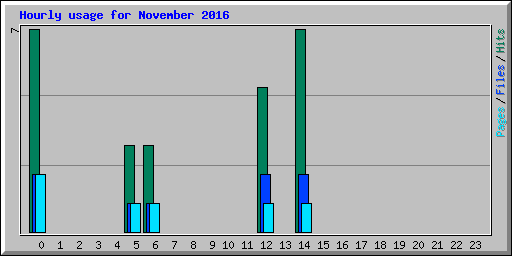 Hourly usage for November 2016
7
Pages/Files/Hits
0 1 2 3 4 5 6 7 8 9 10 11 12 13 14 15 16 17 18 19 20 21 22 23